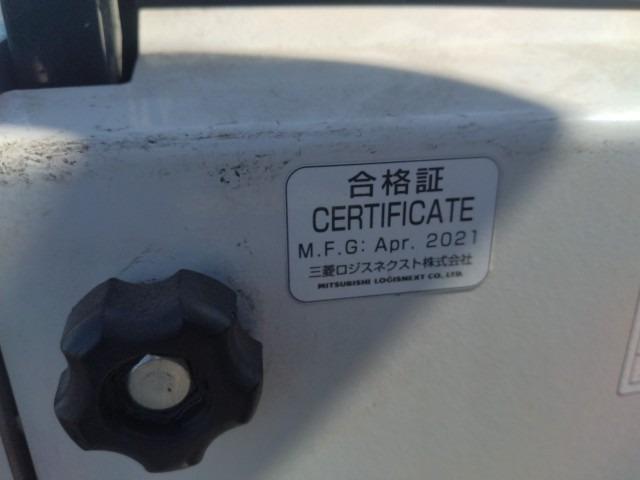 合格証
CERTIFICATE
M.F.G: Apr. 2021
三菱ロジスネクスト株式会社
MITSUBISHI LOGISNEXT CO., LTD.